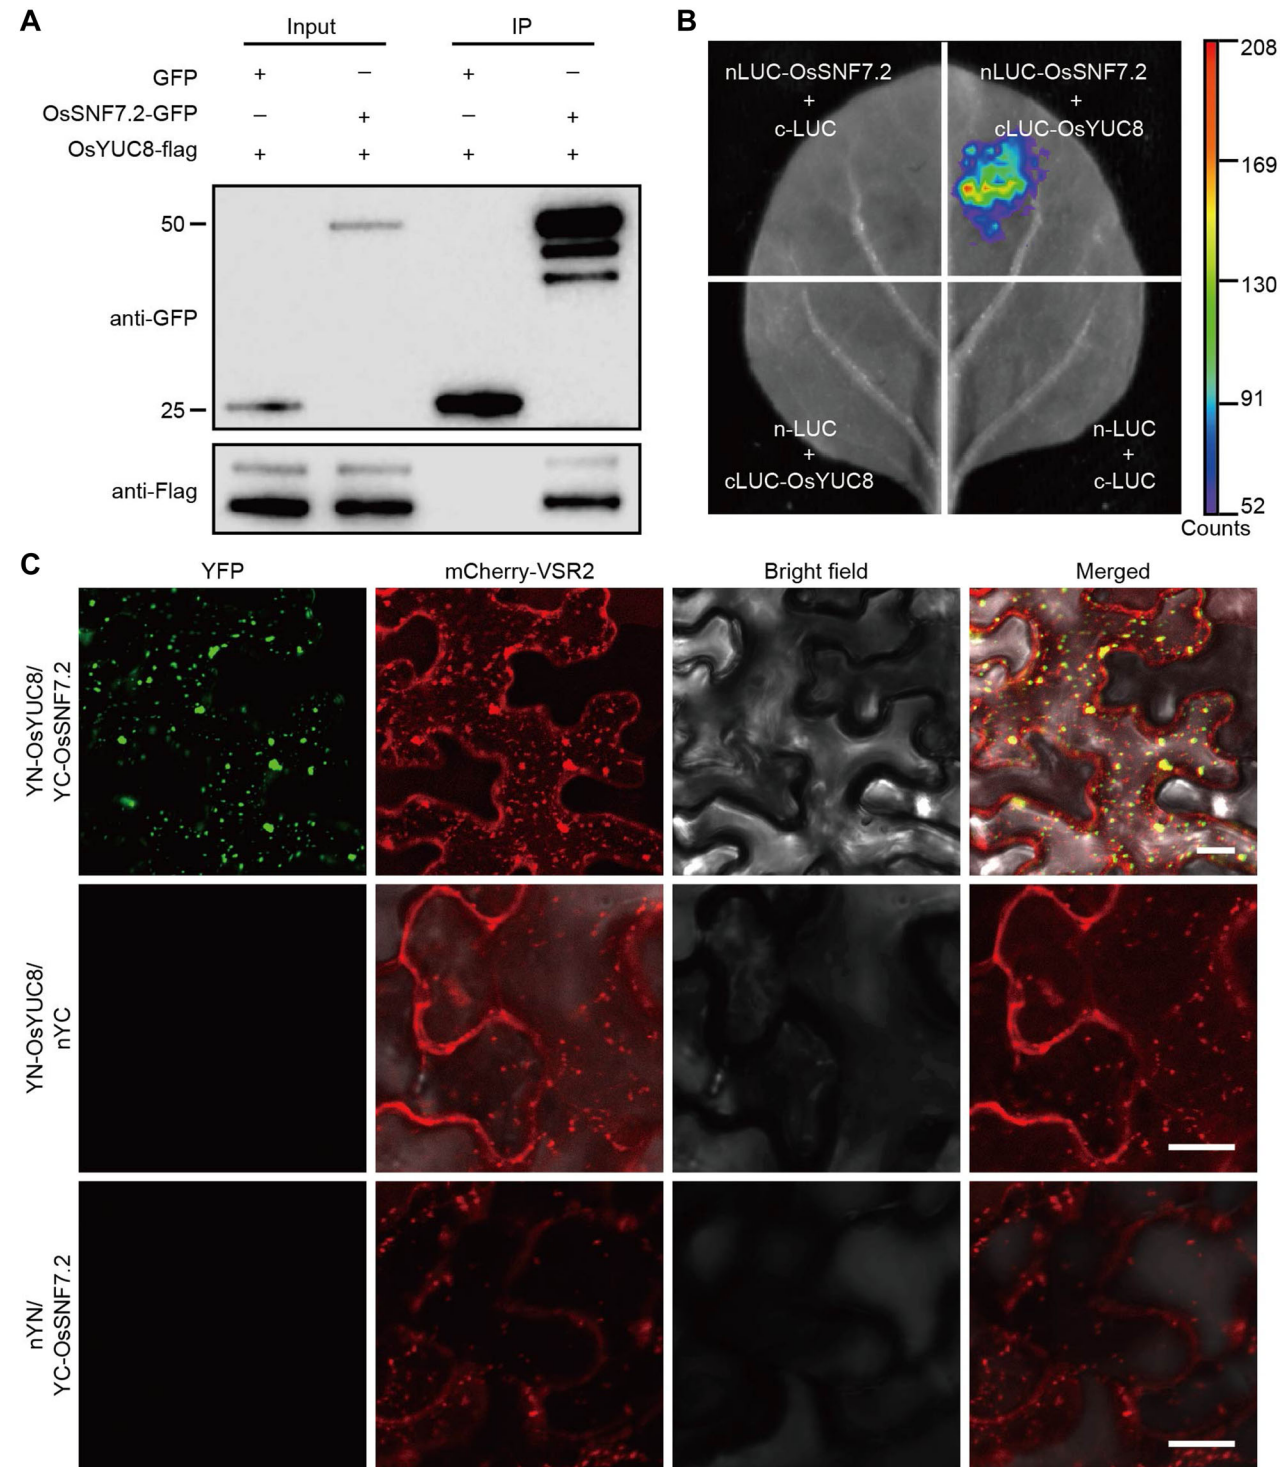 A
Input
IP
GFP + – + –
OsSNF7.2-GFP – + – +
OsYUC8-flag + + + +
50
anti-GFP
25
anti-Flag
B
nLUC-OsSNF7.2
+
c-LUC
nLUC-OsSNF7.2
+
cLUC-OsYUC8
n-LUC
+
cLUC-OsYUC8
n-LUC
+
c-LUC
208
169
130
91
52
Counts
C
YFP
mCherry-VSR2
Bright field
Merged
YN-OsYUC8/
YC-OsSNF7.2
YN-OsYUC8/
nYC
nYN/
YC-OsSNF7.2